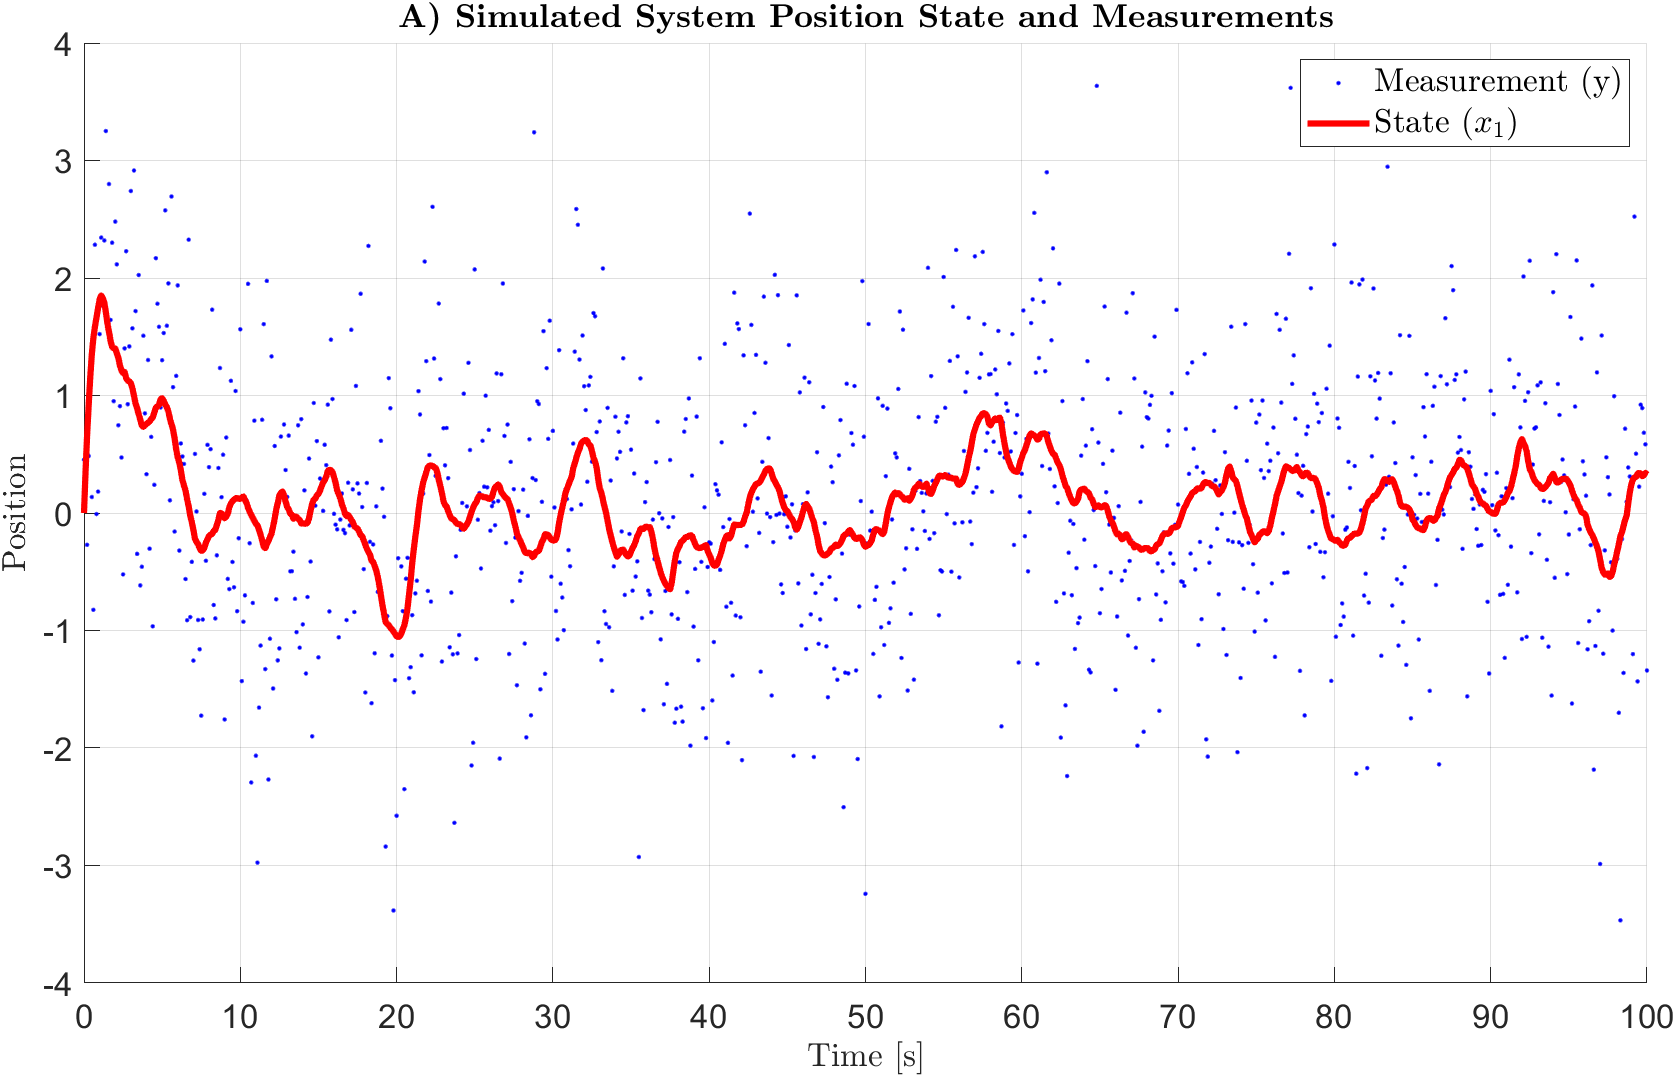 A) Simulated System Position State and Measurements
4
3
2
1
0
-1
-2
-3
-4
Position
Measurement (y)
State (x₁)
0 10 20 30 40 50 60 70 80 90 100
Time [s]